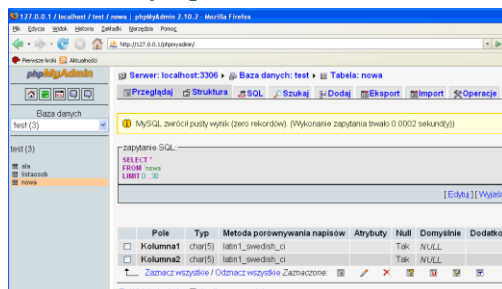 127.0.0.1 / localhost / test / nowa | phpMyAdmin 2.10.2 - Mozilla Firefox
Plik Edycja Widok Historia Zakładki Narzędzia Pomoc
http://127.0.0.1/phpmyadmin/
Pierwsze kroki Aktualności
phpMyAdmin
Baza danych
test (3)
test (3)
ala
listaosob
nowa
Serwer: localhost:3306 Baza danych: test Tabela: nowa
Przeglądaj Struktura SQL Szukaj Dodaj Eksport Import Operacje
MySQL zwrócił pusty wynik (zero rekordów). (Wykonanie zapytania trwało 0.0002 sekund(y))
zapytanie SQL:
SELECT *
FROM `nowa`
LIMIT 0 , 30
[ Edytuj ] [ Wyjaśn
Pole Typ Metoda porównywania napisów Atrybuty Null Domyślnie Dodatko
Kolumna1 char(5) latin1_swedish_ci Tak NULL
Kolumna2 char(5) latin1_swedish_ci Tak NULL
Zaznacz wszystkie / Odznacz wszystkie Zaznaczone: